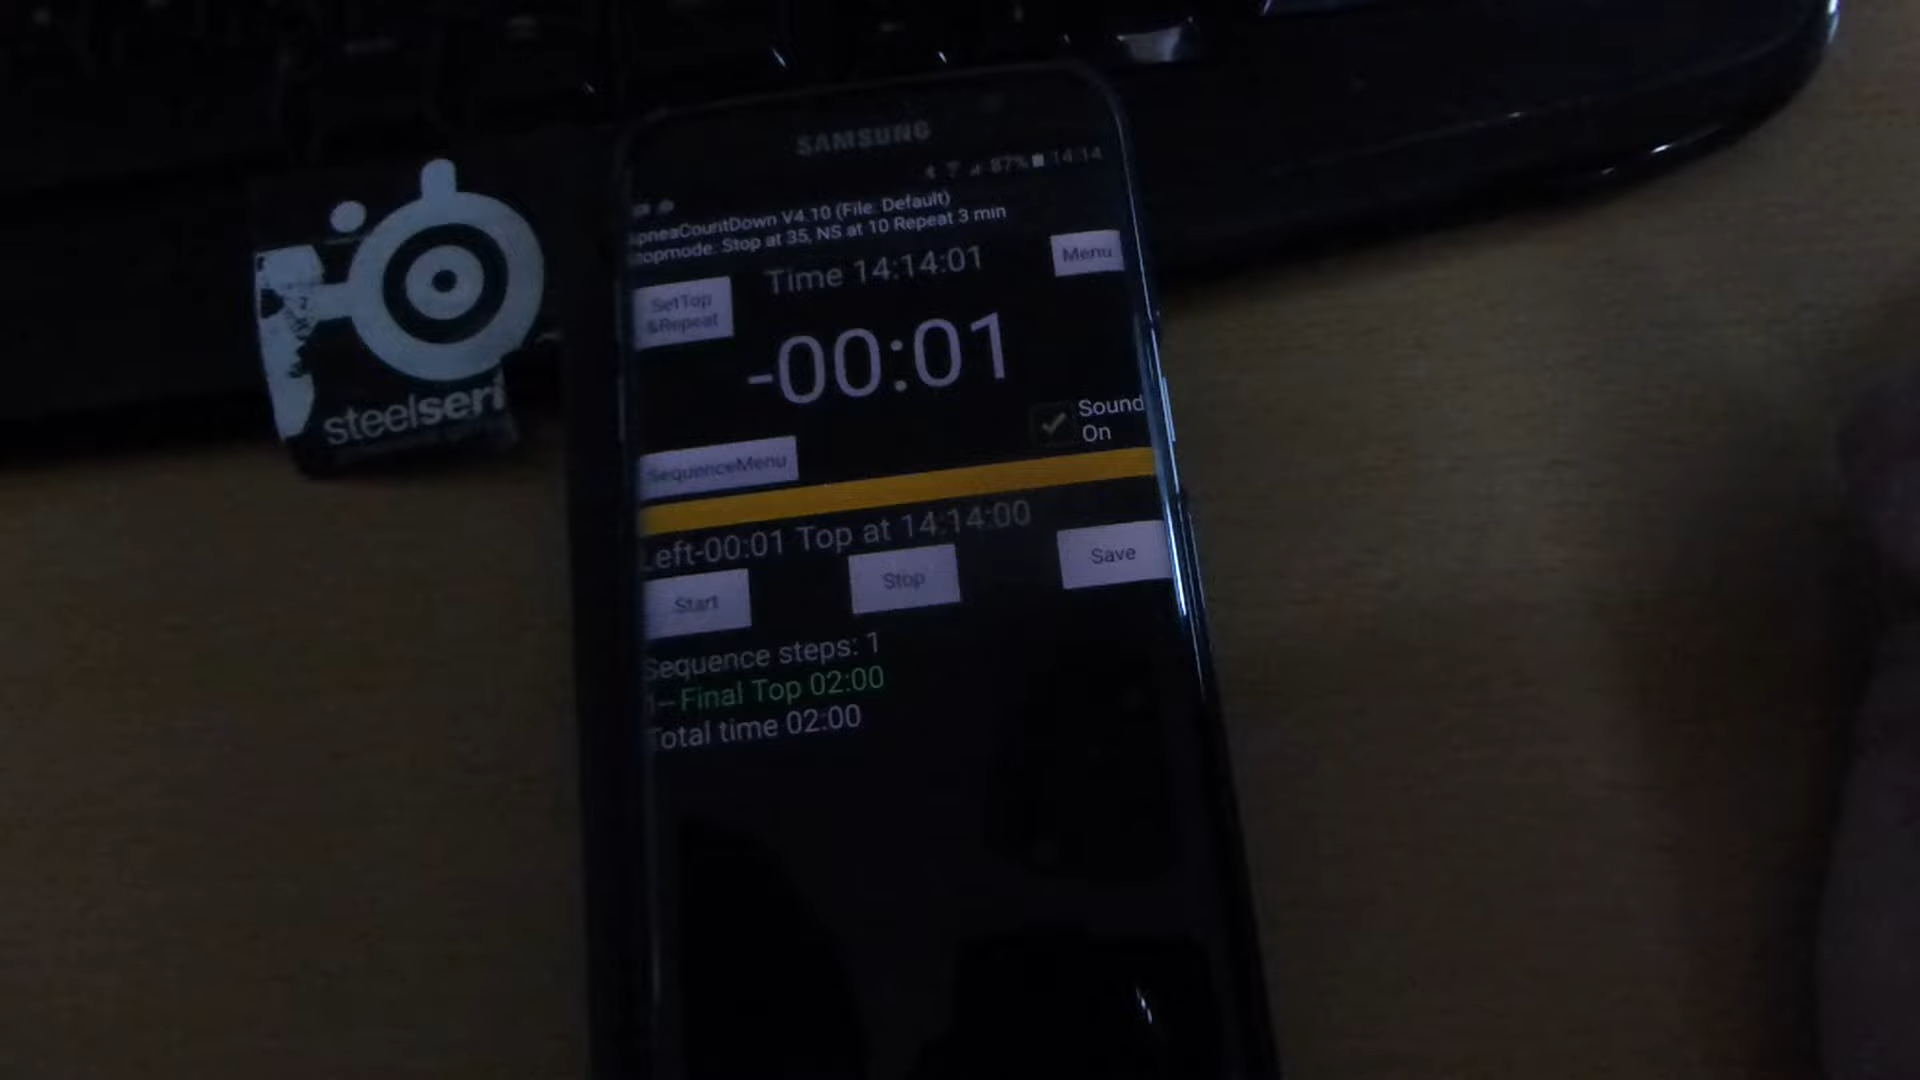 SAMSUNG
87% 14:14
pneaCountDown V4.10 (File: Default)
opmode: Stop at 35, NS at 10 Repeat 3 min
Time 14:14:01
Menu
SetTop
&Repeat
-00:01
Sound
On
SequenceMenu
Left-00:01 Top at 14:14:00
Start
Stop
Save
Sequence steps: 1
1-- Final Top 02:00
Total time 02:00
steelseri